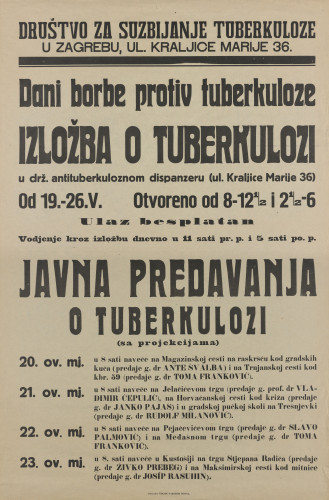 DRUŠTVO ZA SUZBIJANJE TUBERKULOZE
U ZAGREBU, UL. KRALJICE MARIJE 36.
Dani borbe protiv tuberkuloze
IZLOŽBA O TUBERKULOZI
u drž. antituberkuloznom dispanzeru (ul. Kraljice Marije 36)
Od 19.-26.V. Otvoreno od 8-12½ i 2½-6
Ulaz besplatan
Vodjenje kroz izložbu dnevno u 11 sati pr. p. i 5 sati po. p.
JAVNA PREDAVANJA
O TUBERKULOZI
(sa projekcijama)
20. ov. mj. u 8 sati naveče na Magazinskoj cesti na raskršću kod gradskih
kuća (predaje g. dr ANTE ŠVALBA) i na Trnjanskoj cesti kod
kbr. 59 (predaje g. dr TOMA FRANKOVIĆ).
21. ov. mj. u 8 sati naveče na Jelačićevom trgu (predaje g. prof. dr VLA-
DIMIR ĆEPULIĆ), na Horvaćanskoj cesti kod križa (predaje
g. dr JANKO PAJAS) i u gradskoj pučkoj školi na Trešnjevki
(predaje g. dr RUDOLF MILANOVIĆ).
22. ov. mj. u 8 sati naveče na Pejačevićevom trgu (predaje g. dr SLAVO
PALMOVIĆ) i na Medašnom trgu (predaje g. dr TOMA
FRANKOVIĆ).
23. ov. mj. u 8. sati naveče u Kustošiji na trgu Stjepana Radića (predaje
g. dr ŽIVKO PREBEG) i na Maksimirskoj cesti kod mitnice
(predaje g. dr JOSIP RASUHIN).